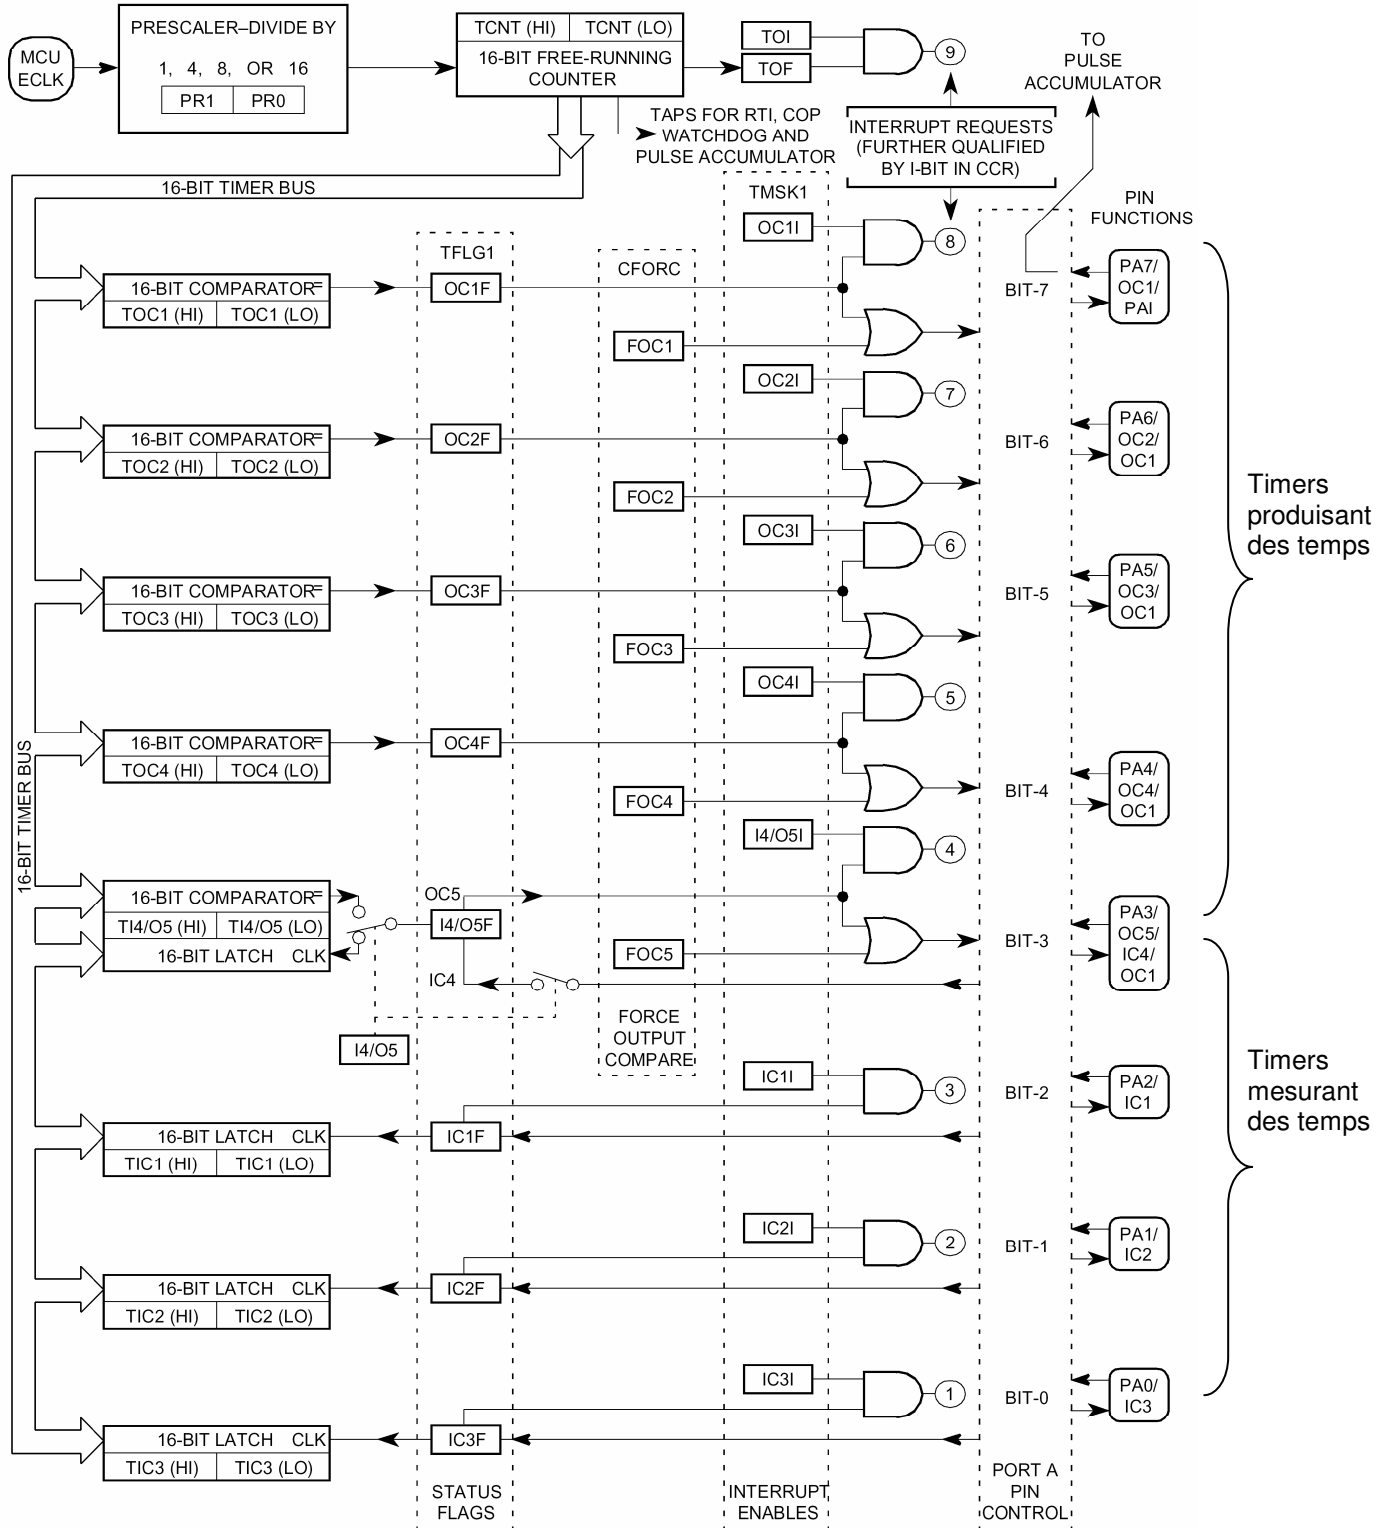 MCU
ECLK
PRESCALER–DIVIDE BY
1, 4, 8, OR 16
PR1 PR0
TCNT (HI) TCNT (LO)
16-BIT FREE-RUNNING
COUNTER
TOI
TOF
9
TO
PULSE
ACCUMULATOR
TAPS FOR RTI, COP
WATCHDOG AND
PULSE ACCUMULATOR
INTERRUPT REQUESTS
(FURTHER QUALIFIED
BY I-BIT IN CCR)
16-BIT TIMER BUS
TMSK1
PIN
FUNCTIONS
OC1I
8
TFLG1
CFORC
16-BIT COMPARATOR=
TOC1 (HI) TOC1 (LO)
OC1F
FOC1
BIT-7
PA7/
OC1/
PAI
OC2I
7
16-BIT COMPARATOR=
TOC2 (HI) TOC2 (LO)
OC2F
FOC2
BIT-6
PA6/
OC2/
OC1
Timers
produisant
des temps
OC3I
6
16-BIT COMPARATOR=
TOC3 (HI) TOC3 (LO)
OC3F
FOC3
BIT-5
PA5/
OC3/
OC1
OC4I
5
16-BIT COMPARATOR=
TOC4 (HI) TOC4 (LO)
OC4F
FOC4
BIT-4
PA4/
OC4/
OC1
16-BIT TIMER BUS
I4/O5I
4
16-BIT COMPARATOR=
TI4/O5 (HI) TI4/O5 (LO)
16-BIT LATCH CLK
OC5
I4/O5F
IC4
FOC5
BIT-3
PA3/
OC5/
IC4/
OC1
I4/O5
FORCE
OUTPUT
COMPARE
IC1I
3
BIT-2
PA2/
IC1
Timers
mesurant
des temps
16-BIT LATCH CLK
TIC1 (HI) TIC1 (LO)
IC1F
IC2I
2
BIT-1
PA1/
IC2
16-BIT LATCH CLK
TIC2 (HI) TIC2 (LO)
IC2F
IC3I
1
BIT-0
PA0/
IC3
16-BIT LATCH CLK
TIC3 (HI) TIC3 (LO)
IC3F
STATUS
FLAGS
INTERRUPT
ENABLES
PORT A
PIN
CONTROL